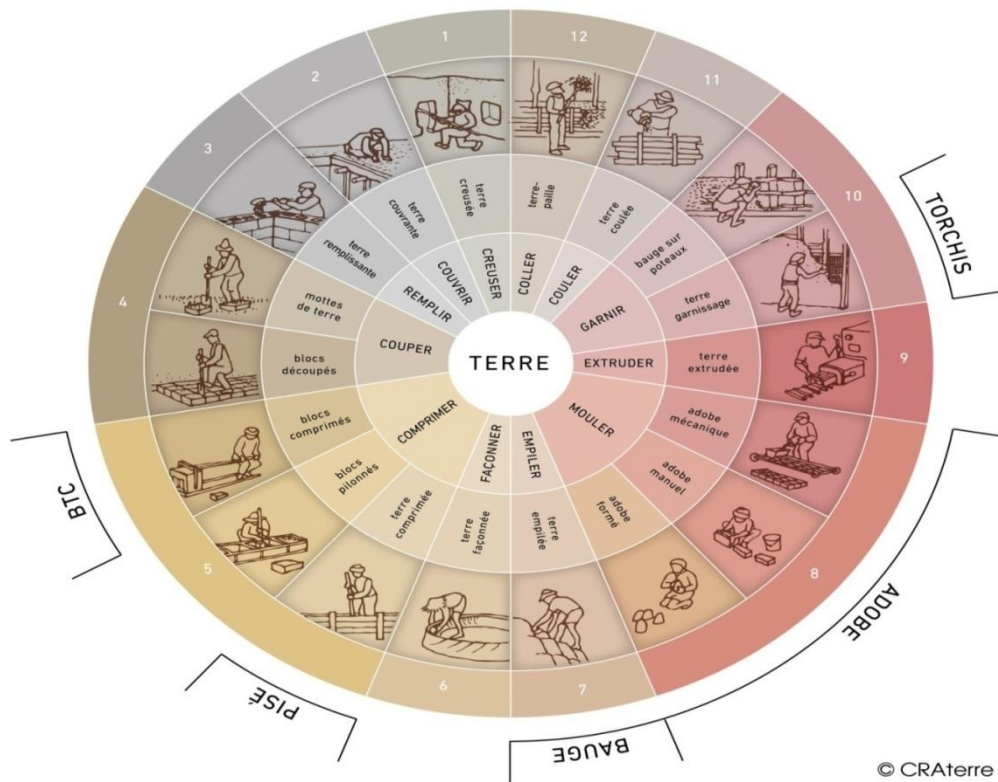 1
12
2
11
3
10
4
9
5
8
6
7
TERRE
CREUSER
COLLER
COULER
GARNIR
EXTRUDER
MOULER
EMPILER
FAÇONNER
COMPRIMER
COUPER
REMPLIR
COUVRIR
terre
creusée
terre-
paille
terre
coulée
bauge sur
poteaux
terre
garnissage
terre
extrudée
adobe
mécanique
adobe
manuel
adobe
formé
terre
empilée
terre
façonnée
terre
comprimée
blocs
pilonnés
blocs
comprimés
blocs
découpés
mottes
de terre
terre
remplissante
terre
couvrante
TORCHIS
ADOBE
BAUGE
PISÉ
BTC
© CRAterre